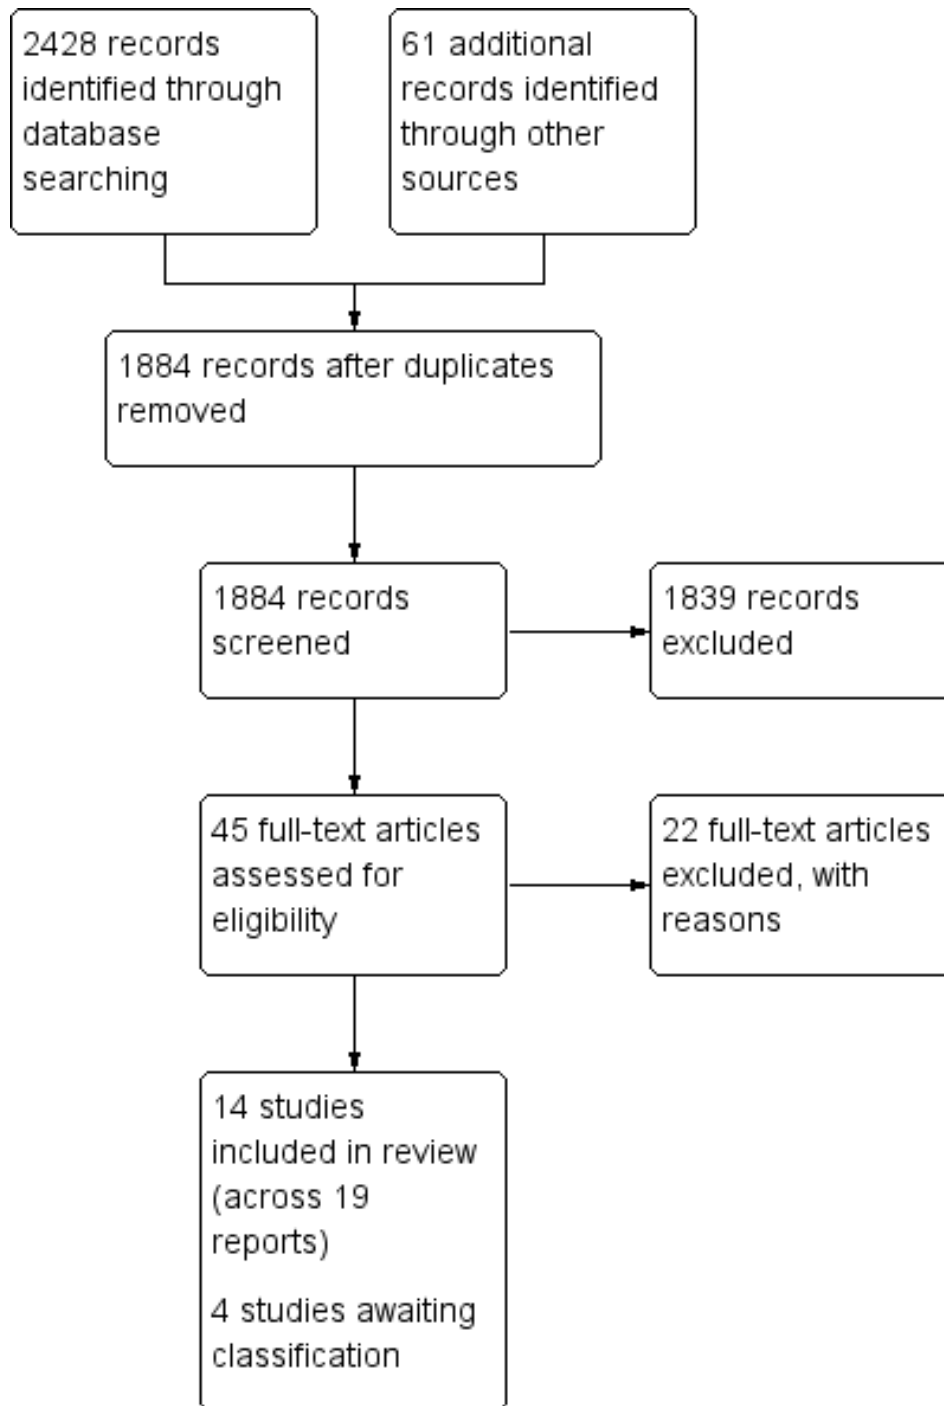 2428 records
identified through
database
searching
61 additional
records identified
through other
sources
1884 records after duplicates
removed
1884 records
screened
1839 records
excluded
45 full-text articles
assessed for
eligibility
22 full-text articles
excluded, with
reasons
14 studies
included in review
(across 19
reports)
4 studies awaiting
classification